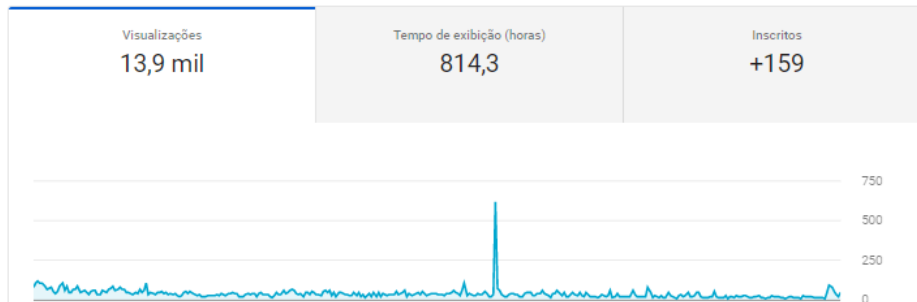 Visualizações
13,9 mil
Tempo de exibição (horas)
814,3
Inscritos
+159
750
500
250
0